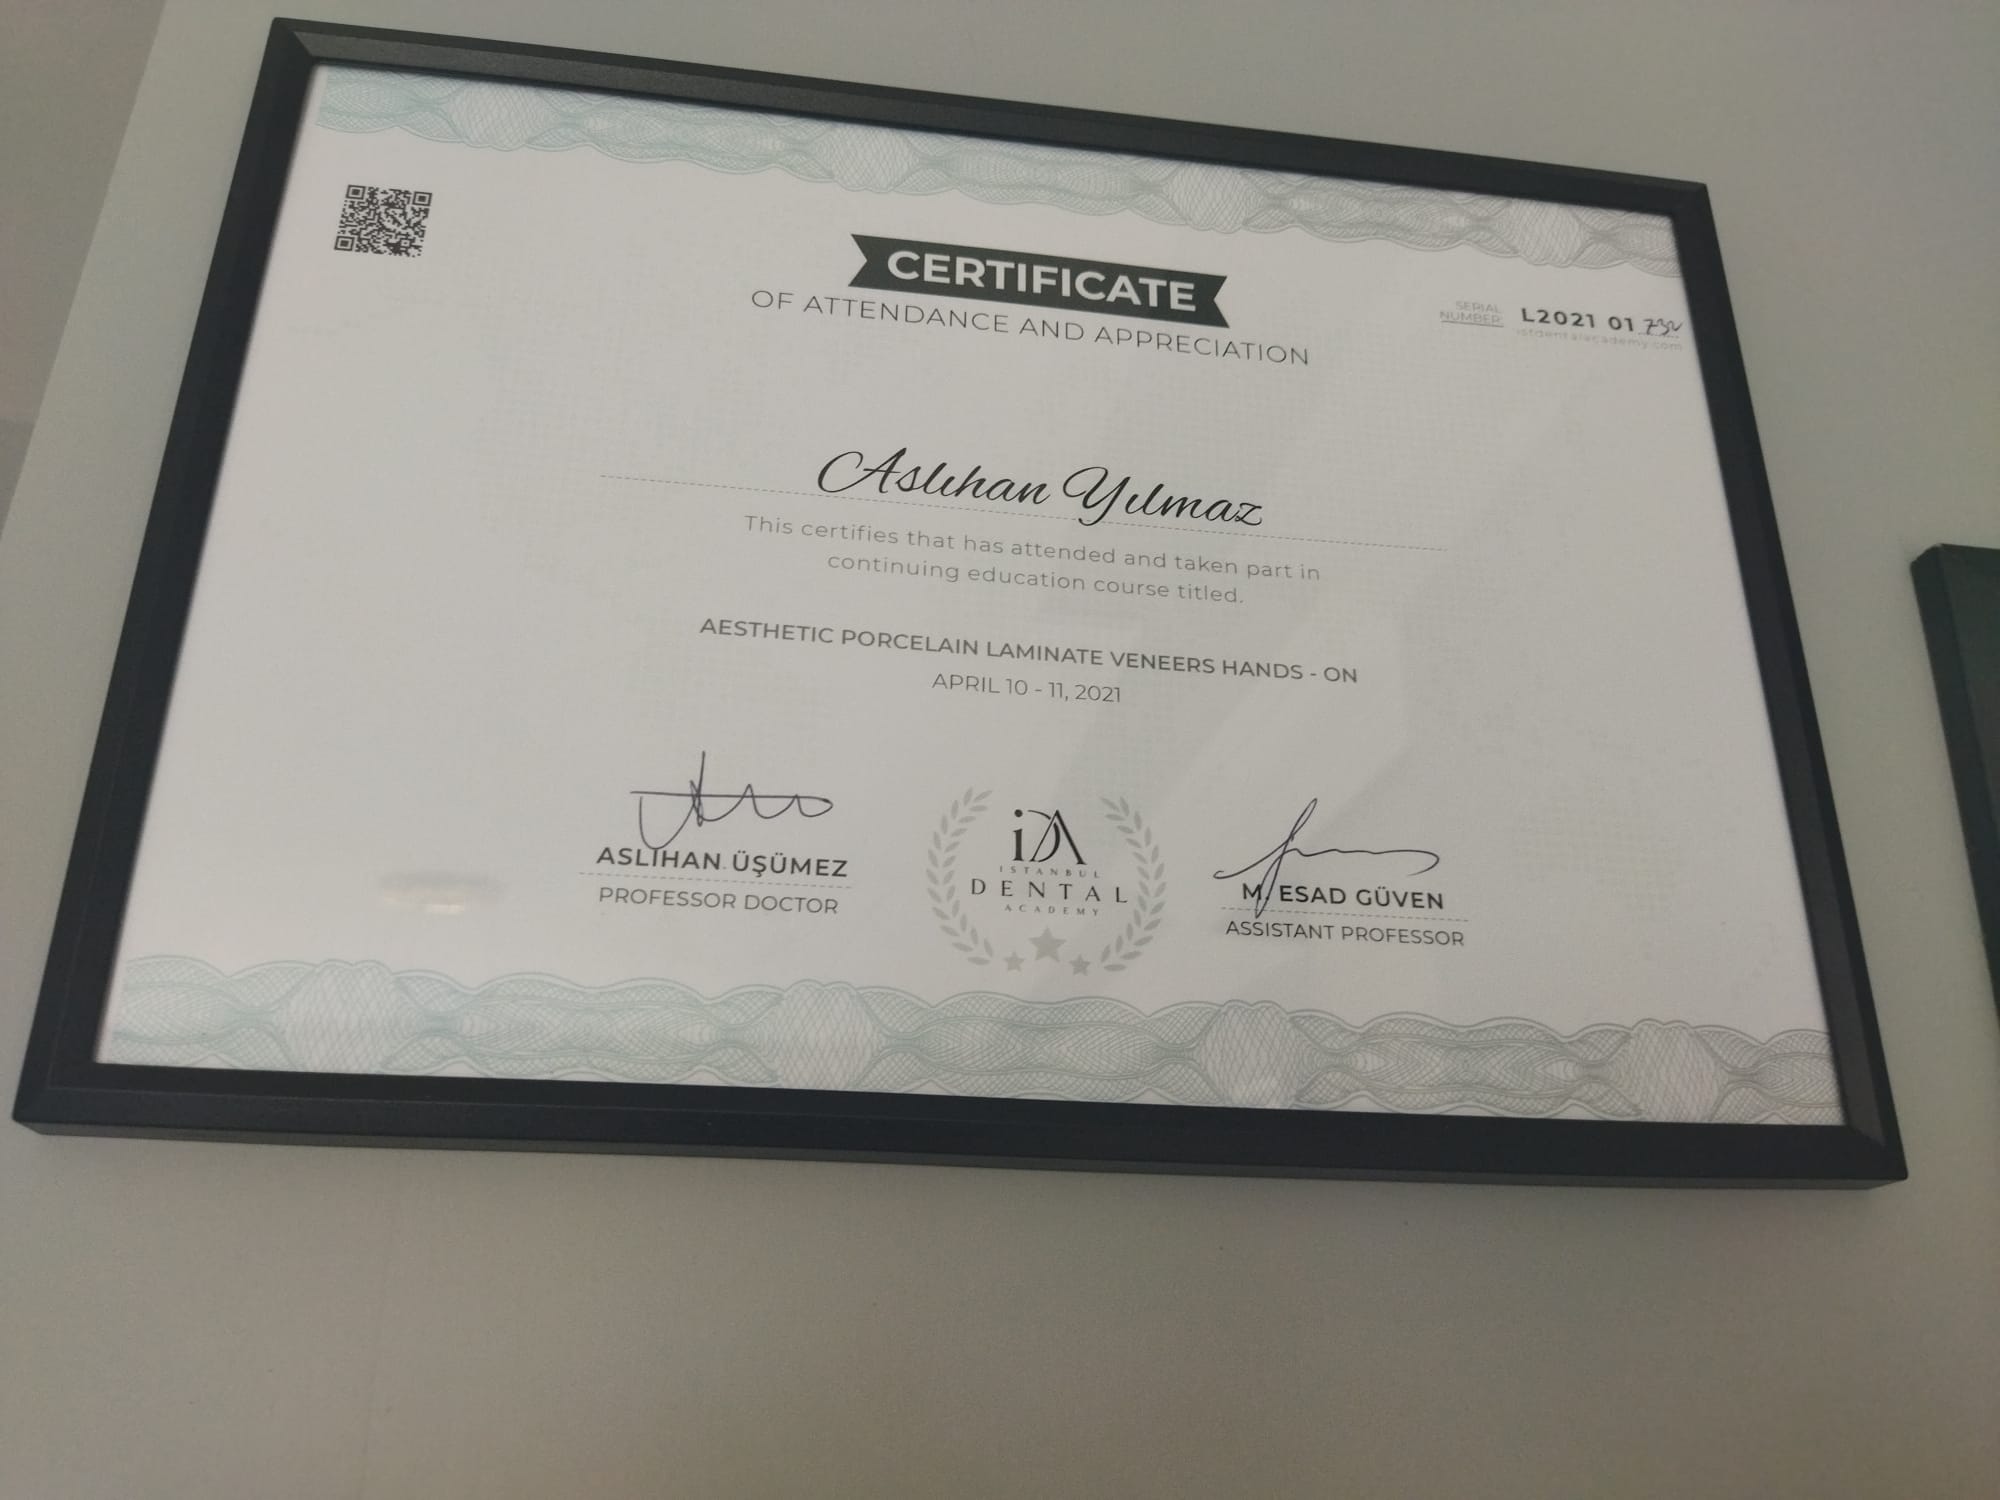 CERTIFICATE
OF ATTENDANCE AND APPRECIATION
SERIAL
NUMBER: L2021 01
istdentalacademy.com
Aslıhan Yılmaz
This certifies that has attended and taken part in
continuing education course titled.
AESTHETIC PORCELAIN LAMINATE VENEERS HANDS - ON
APRIL 10 - 11, 2021
ASLIHAN ÜŞÜMEZ
PROFESSOR DOCTOR
iDA
ISTANBUL
DENTAL
ACADEMY
M. ESAD GÜVEN
ASSISTANT PROFESSOR